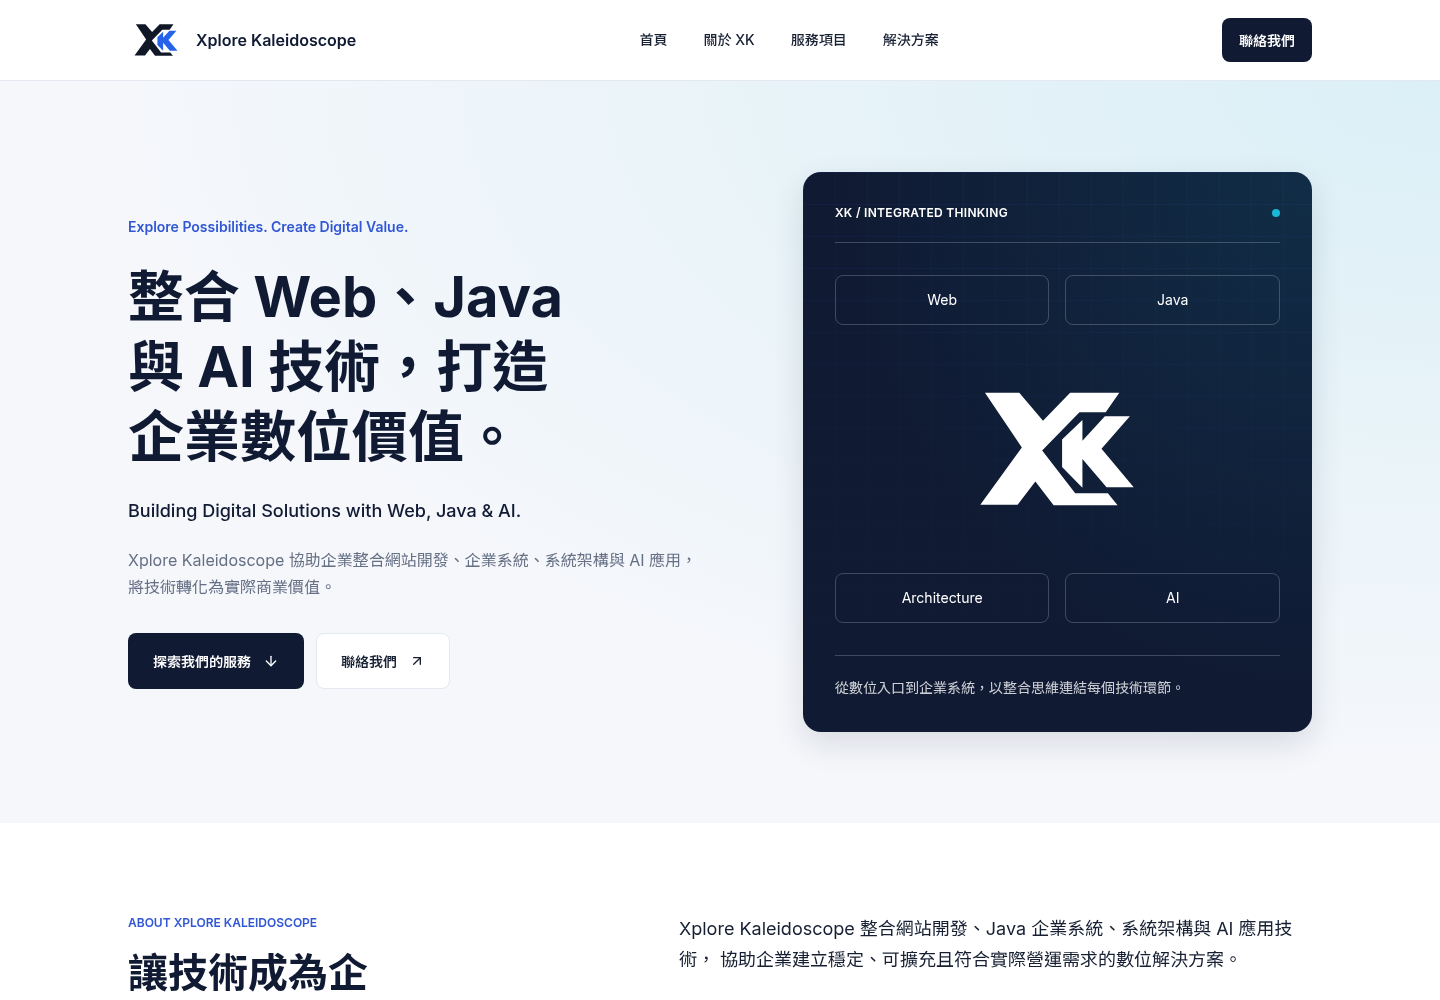 XK
Xplore Kaleidoscope
首頁
關於 XK
服務項目
解決方案
聯絡我們
Explore Possibilities. Create Digital Value.
整合 Web、Java
與 AI 技術，打造
企業數位價值。
Building Digital Solutions with Web, Java & AI.
Xplore Kaleidoscope 協助企業整合網站開發、企業系統、系統架構與 AI 應用，
將技術轉化為實際商業價值。
探索我們的服務
聯絡我們
XK / INTEGRATED THINKING
Web
Java
XK
Architecture
AI
從數位入口到企業系統，以整合思維連結每個技術環節。
ABOUT XPLORE KALEIDOSCOPE
讓技術成為企
Xplore Kaleidoscope 整合網站開發、Java 企業系統、系統架構與 AI 應用技
術， 協助企業建立穩定、可擴充且符合實際營運需求的數位解決方案。